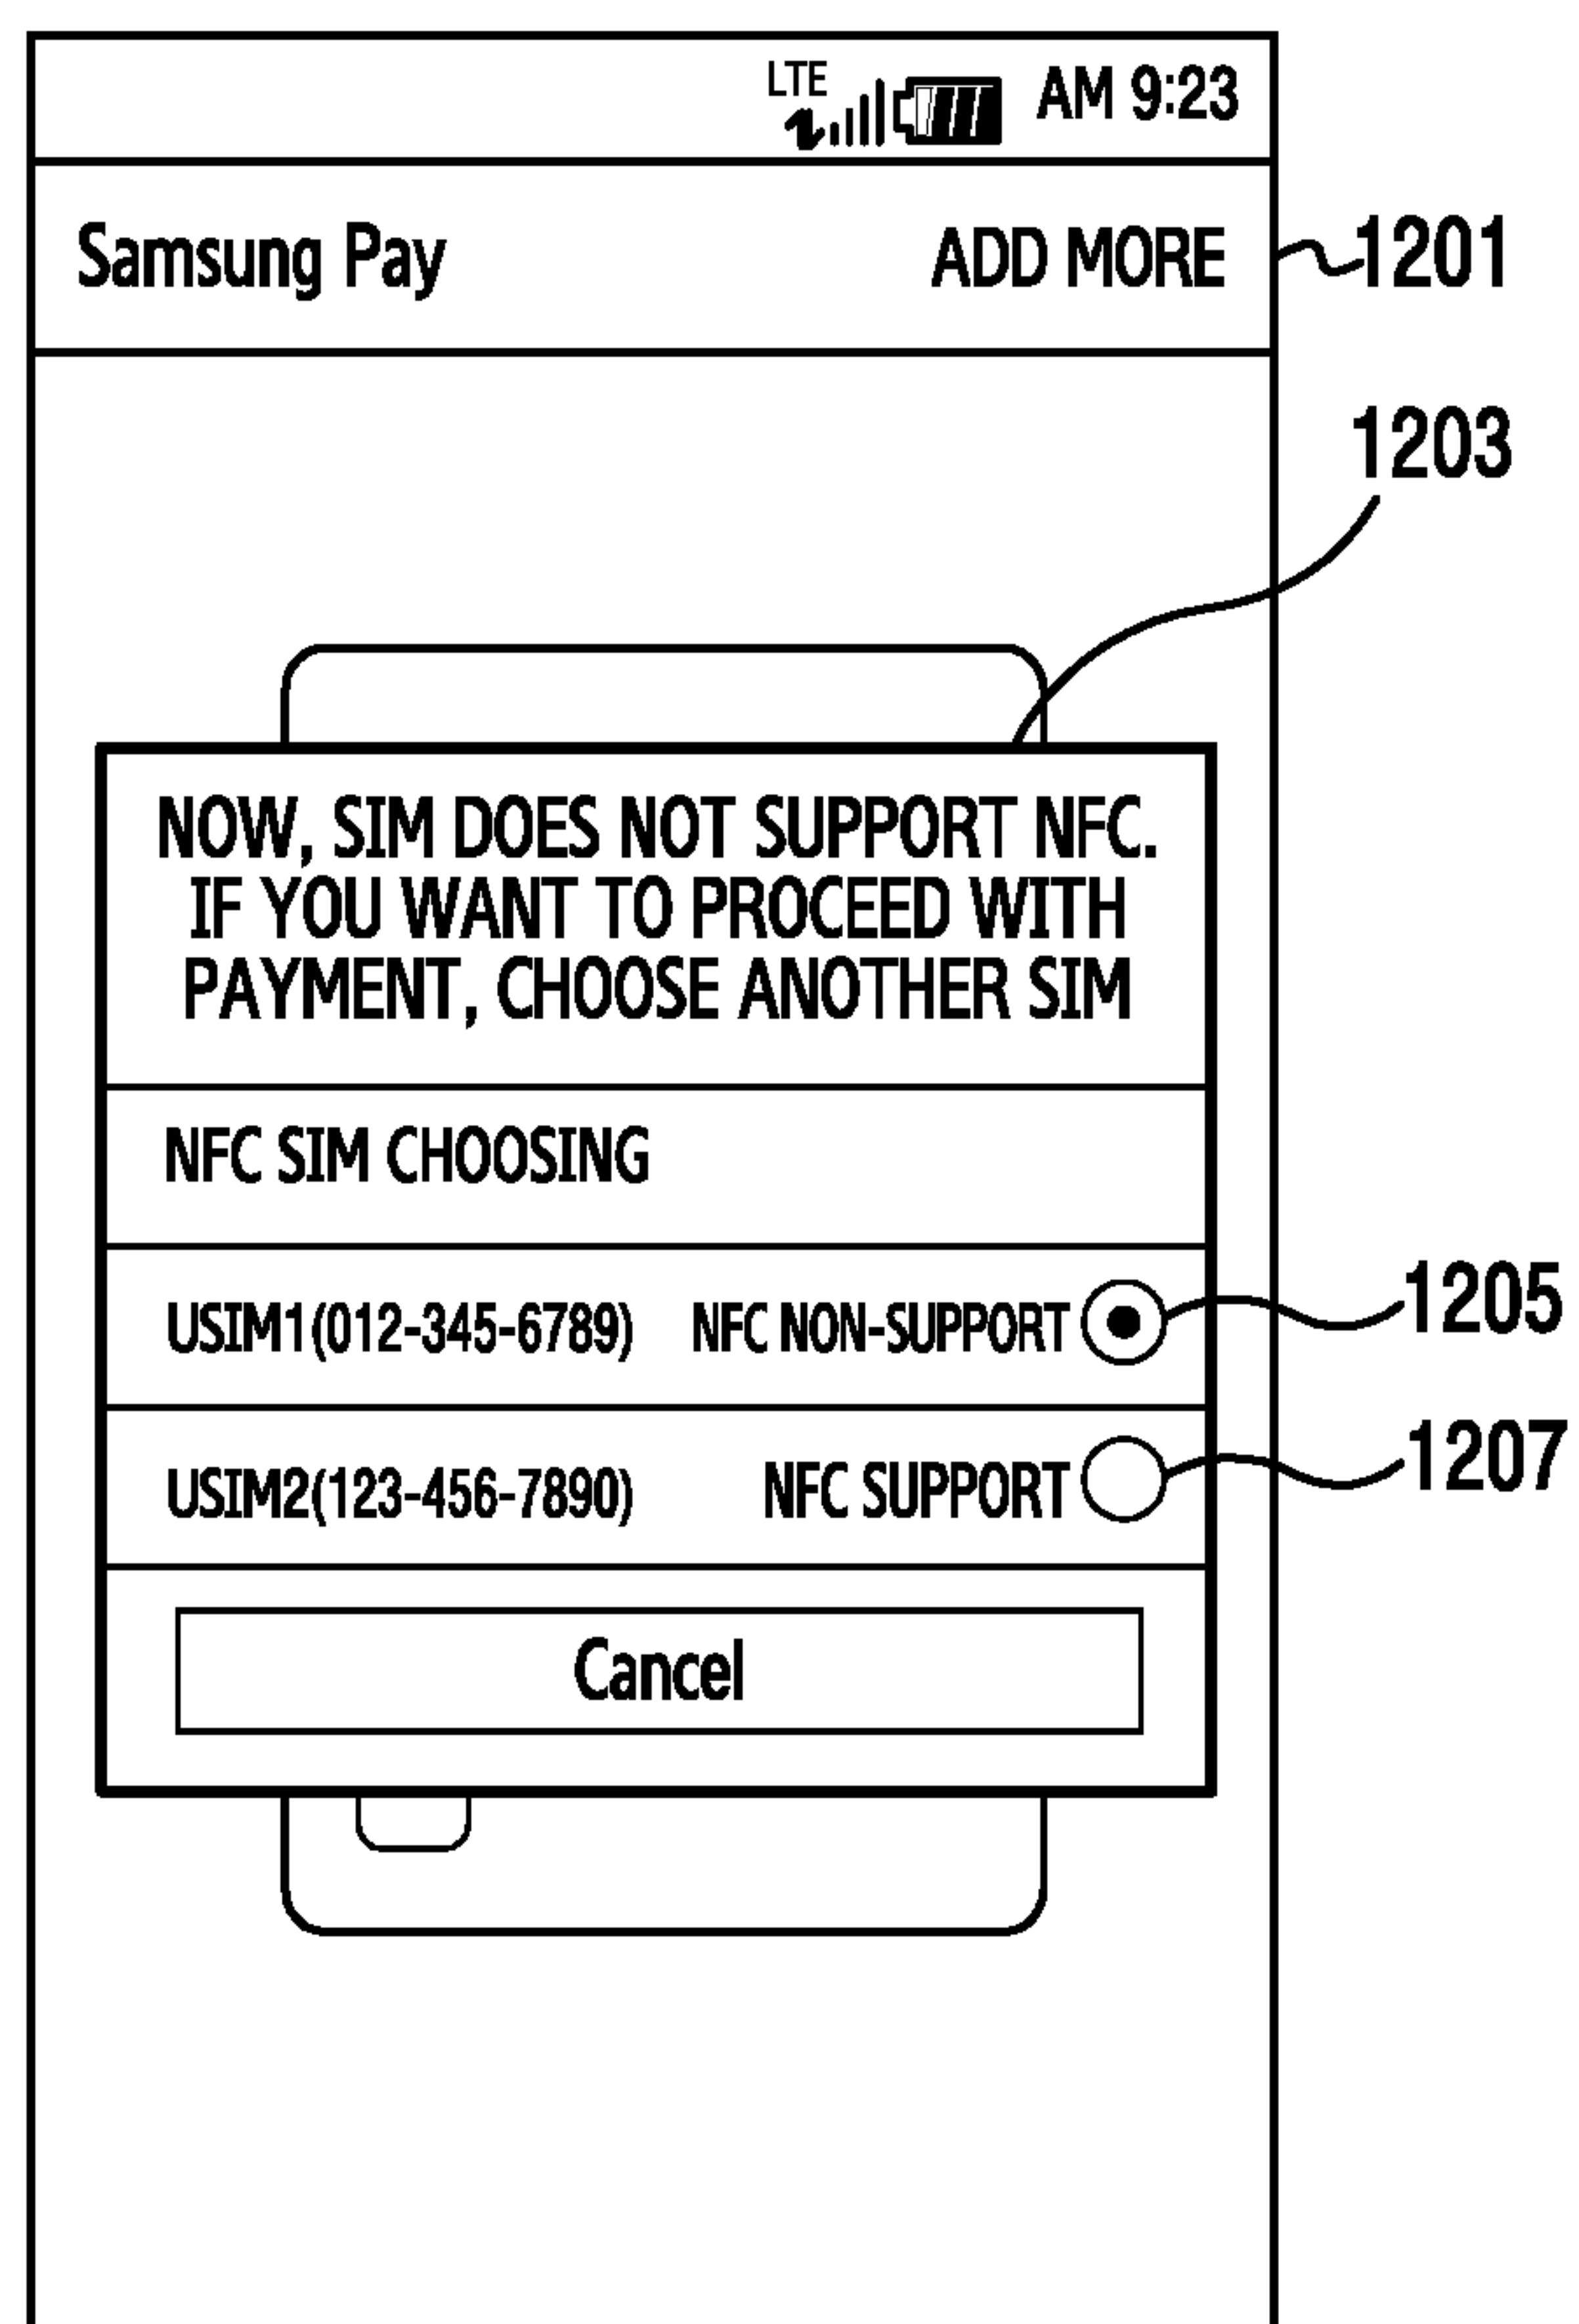 LTE AM 9:23
Samsung Pay ADD MORE 1201
1203
NOW, SIM DOES NOT SUPPORT NFC.
IF YOU WANT TO PROCEED WITH
PAYMENT, CHOOSE ANOTHER SIM
NFC SIM CHOOSING
USIM1(012-345-6789) NFC NON-SUPPORT 1205
USIM2(123-456-7890) NFC SUPPORT 1207
Cancel